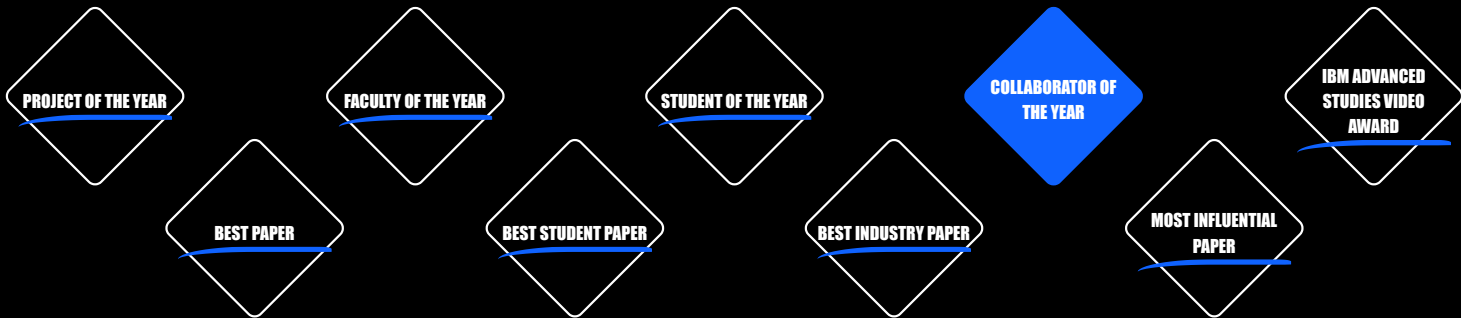 PROJECT OF THE YEAR
FACULTY OF THE YEAR
STUDENT OF THE YEAR
COLLABORATOR OF
THE YEAR
IBM ADVANCED
STUDIES VIDEO
AWARD
BEST PAPER
BEST STUDENT PAPER
BEST INDUSTRY PAPER
MOST INFLUENTIAL
PAPER